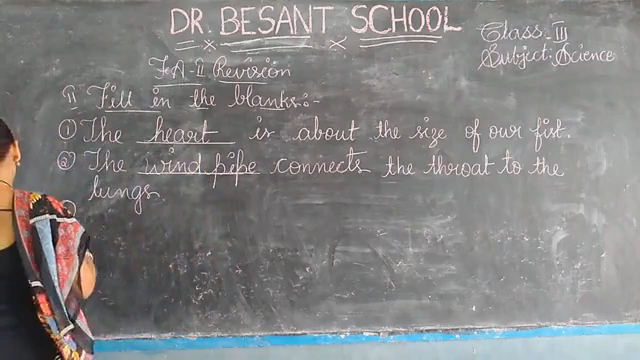 DR. BESANT SCHOOL
Class-III
Subject: Science
FA-II Revision
II Fill in the blanks:-
① The heart is about the size of our fist.
② The wind pipe connects the throat to the
lungs